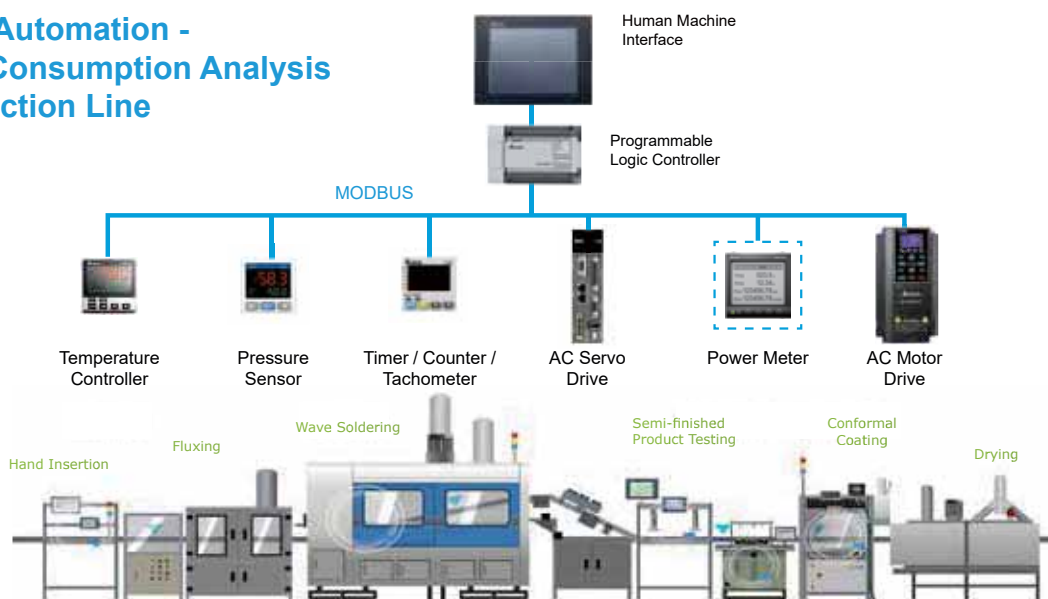 Automation -
Consumption Analysis
ction Line
Human Machine
Interface
Programmable
Logic Controller
MODBUS
Temperature
Controller
Pressure
Sensor
Timer / Counter /
Tachometer
AC Servo
Drive
Power Meter
AC Motor
Drive
Hand Insertion
Fluxing
Wave Soldering
Semi-finished
Product Testing
Conformal
Coating
Drying